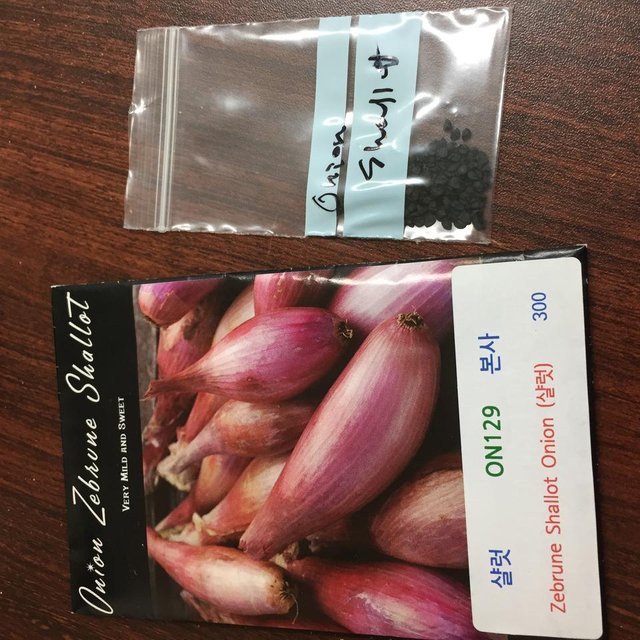 Onion
Shallot
Onion Zebrune Shallot
VERY MILD AND SWEET
샬럿 ON129 본사
Zebrune Shallot Onion (샬럿) 300